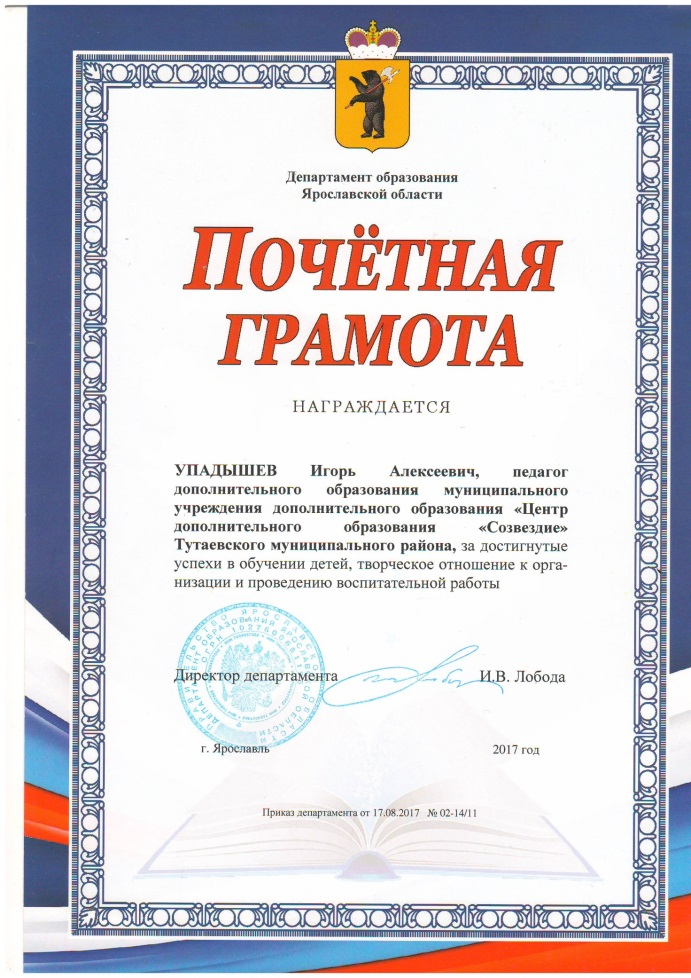 Департамент образования
Ярославской области
ПОЧЁТНАЯ
ГРАМОТА
НАГРАЖДАЕТСЯ
УПАДЫШЕВ Игорь Алексеевич, педагог
дополнительного образования муниципального
учреждения дополнительного образования «Центр
дополнительного образования «Созвездие»
Тутаевского муниципального района, за достигнутые
успехи в обучении детей, творческое отношение к орга-
низации и проведению воспитательной работы
Директор департамента И.В. Лобода
г. Ярославль 2017 год
Приказ департамента от 17.08.2017 № 02-14/11